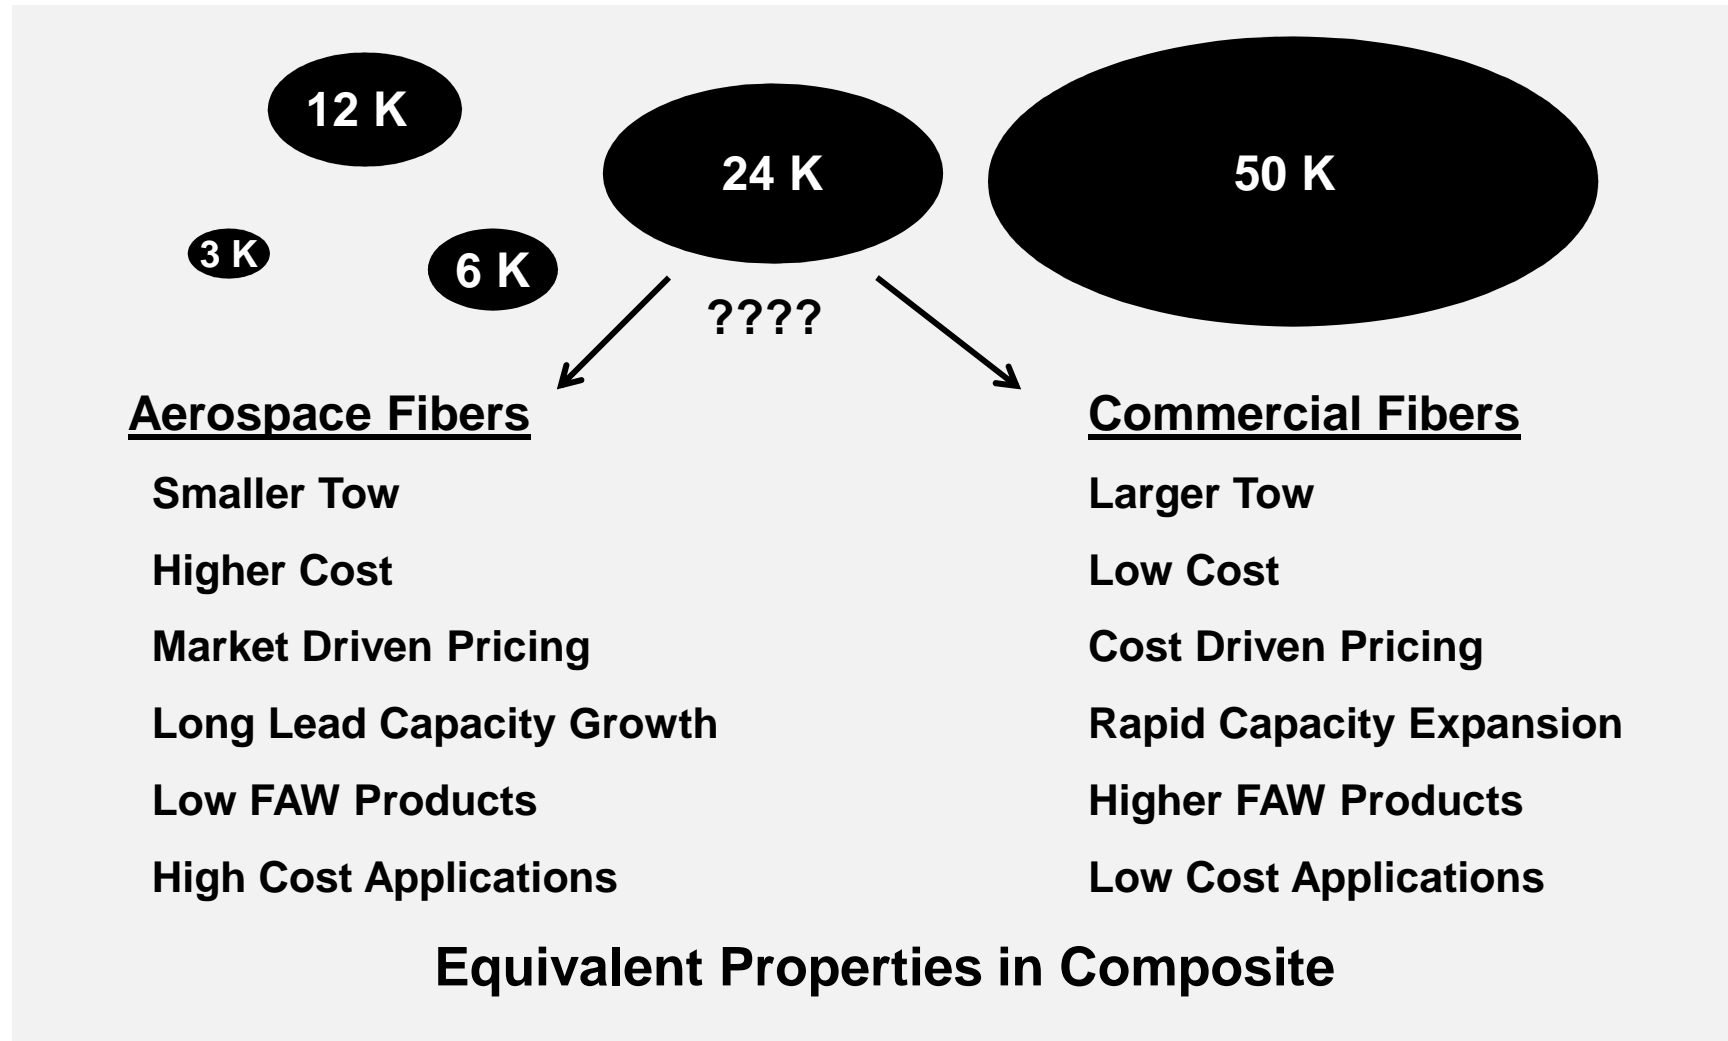 12 K
24 K
50 K
3 K
6 K
????
Aerospace Fibers
Smaller Tow
Higher Cost
Market Driven Pricing
Long Lead Capacity Growth
Low FAW Products
High Cost Applications
Commercial Fibers
Larger Tow
Low Cost
Cost Driven Pricing
Rapid Capacity Expansion
Higher FAW Products
Low Cost Applications
Equivalent Properties in Composite